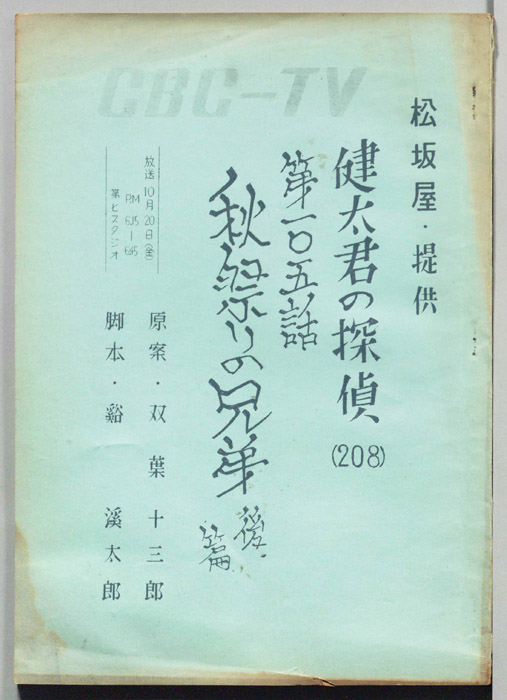 CBC-TV
松坂屋・提供
健太君の探偵
(208)
第一〇五話
秋祭りの兄弟
後篇
放送10月20日(金)
P.M 6.15—6.45
第七スタジオ
原案・双葉十三郎
脚本・谿渓太郎